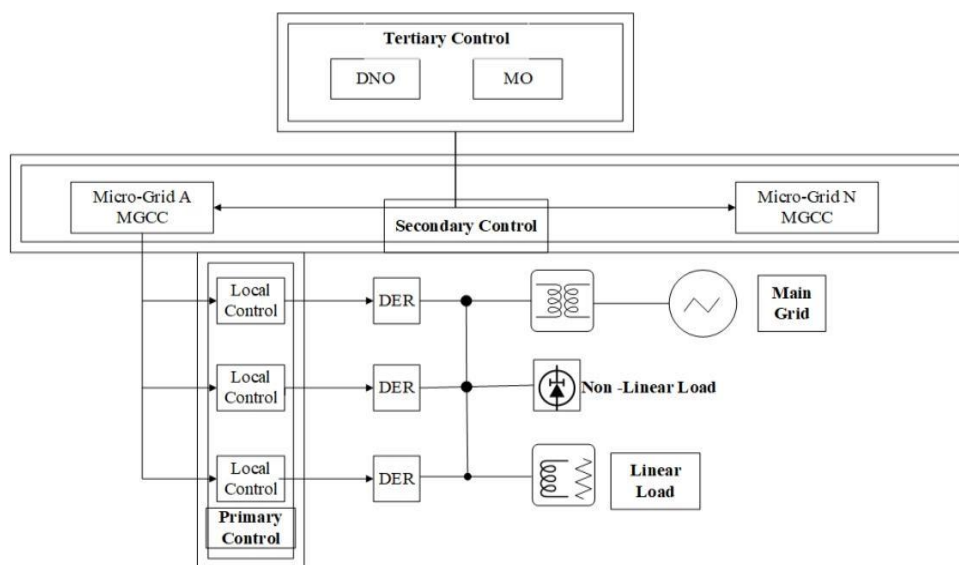 Tertiary Control
DNO
MO
Micro-Grid A
MGCC
Micro-Grid N
MGCC
Secondary Control
Local
Control
DER
Main
Grid
Local
Control
DER
Non -Linear Load
Local
Control
DER
Linear
Load
Primary
Control